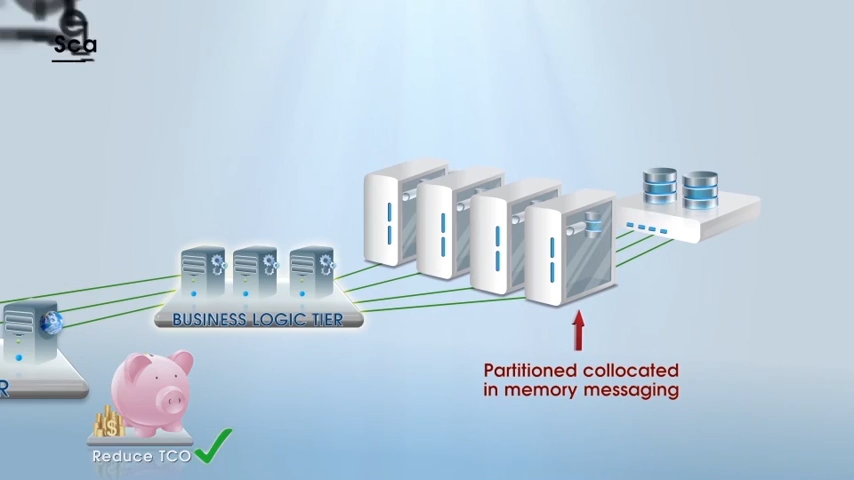 Sca
BUSINESS LOGIC TIER
R
Partitioned collocated
in memory messaging
$
Reduce TCO